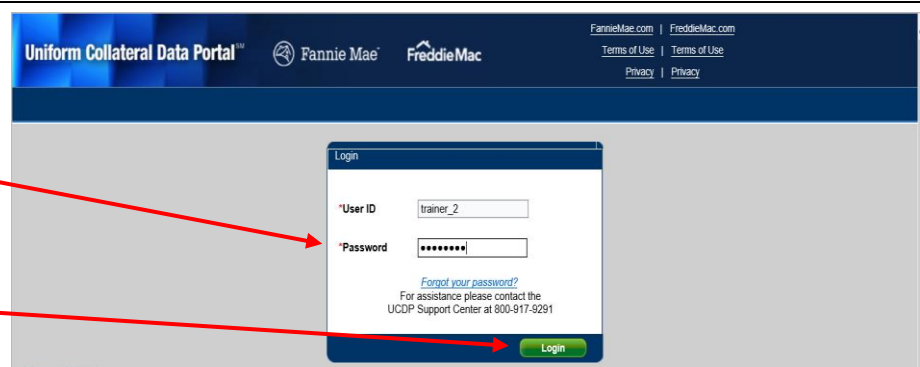 Uniform Collateral Data Portal℠
Fannie Mae®
Freddie Mac
FannieMae.com | FreddieMac.com
Terms of Use | Terms of Use
Privacy | Privacy
Login
*User ID trainer_2
*Password ••••••••
Forgot your password?
For assistance please contact the
UCDP Support Center at 800-917-9291
Login